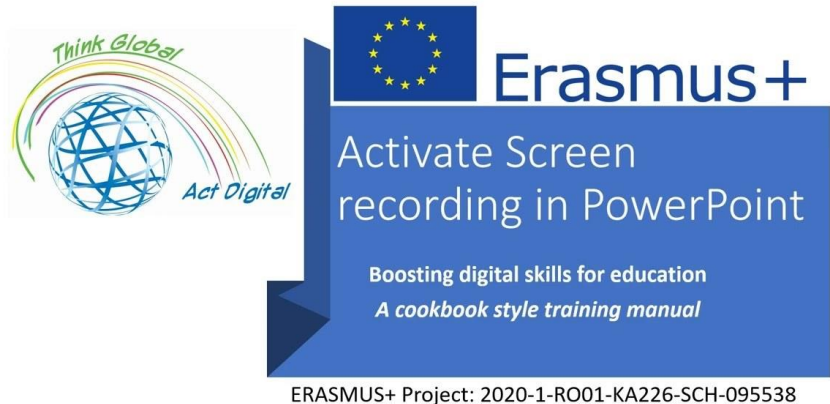 Think Global
Act Digital
Erasmus+
Activate Screen
recording in PowerPoint
Boosting digital skills for education
A cookbook style training manual
ERASMUS+ Project: 2020-1-RO01-KA226-SCH-095538